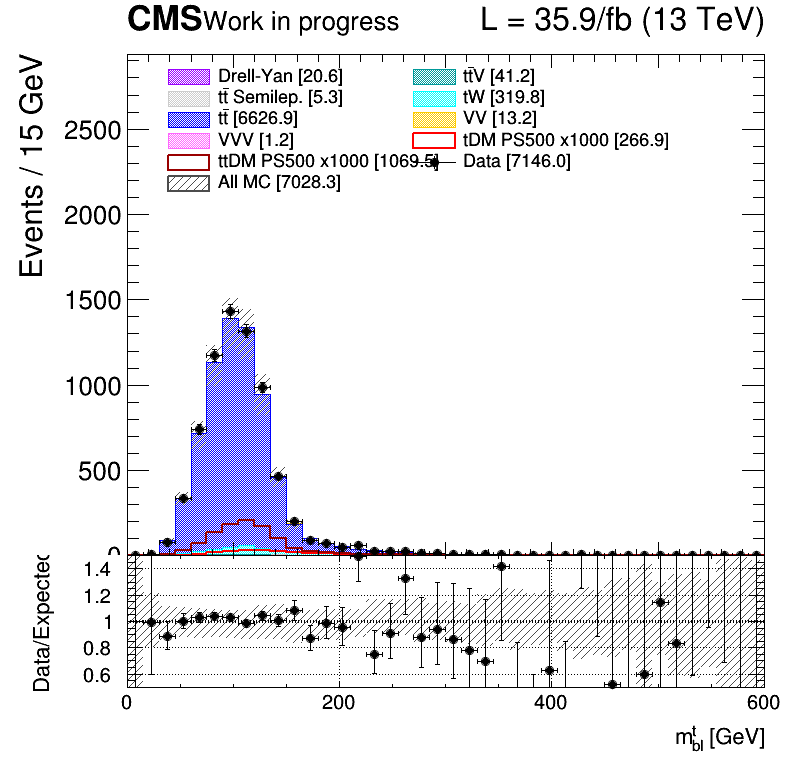 CMS Work in progress L = 35.9/fb (13 TeV)
Drell-Yan [20.6] tt̄V [41.2]
tt̄ Semilep. [5.3] tW [319.8]
tt̄ [6626.9] VV [13.2]
VVV [1.2] tDM PS500 x1000 [266.9]
ttDM PS500 x1000 [1069.5] Data [7146.0]
All MC [7028.3]
Events / 15 GeV
2500
2000
1500
1000
500
0
Data/Expected
1.4
1.2
1
0.8
0.6
0 200 400 600
m^t_bl [GeV]